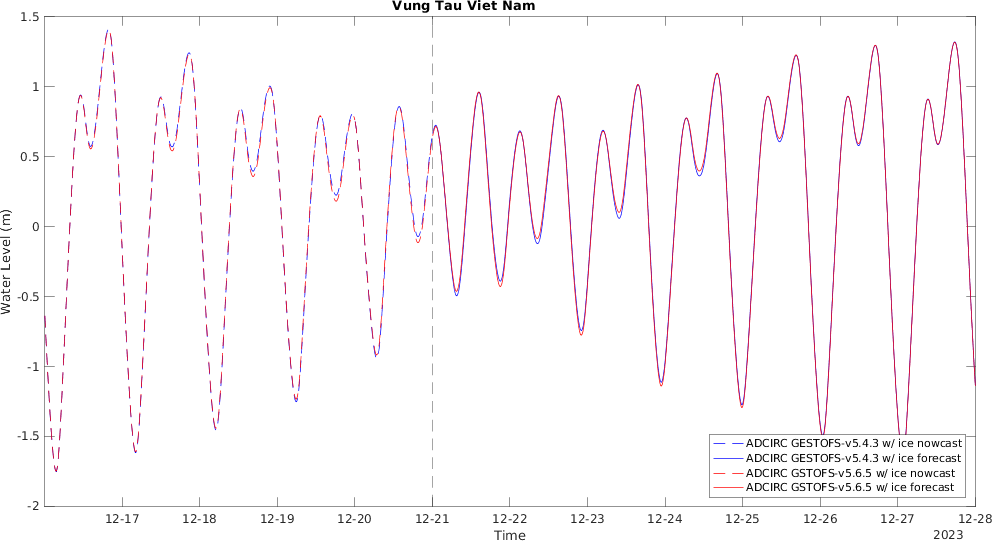 Vung Tau Viet Nam
1.5
1
0.5
0
-0.5
-1
-1.5
-2
Water Level (m)
ADCIRC GESTOFS-v5.4.3 w/ ice nowcast
ADCIRC GESTOFS-v5.4.3 w/ ice forecast
ADCIRC GSTOFS-v5.6.5 w/ ice nowcast
ADCIRC GSTOFS-v5.6.5 w/ ice forecast
12-17 12-18 12-19 12-20 12-21 12-22 12-23 12-24 12-25 12-26 12-27 12-28
Time
2023